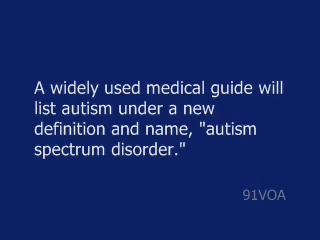 A widely used medical guide will
list autism under a new
definition and name, "autism
spectrum disorder."
91VOA